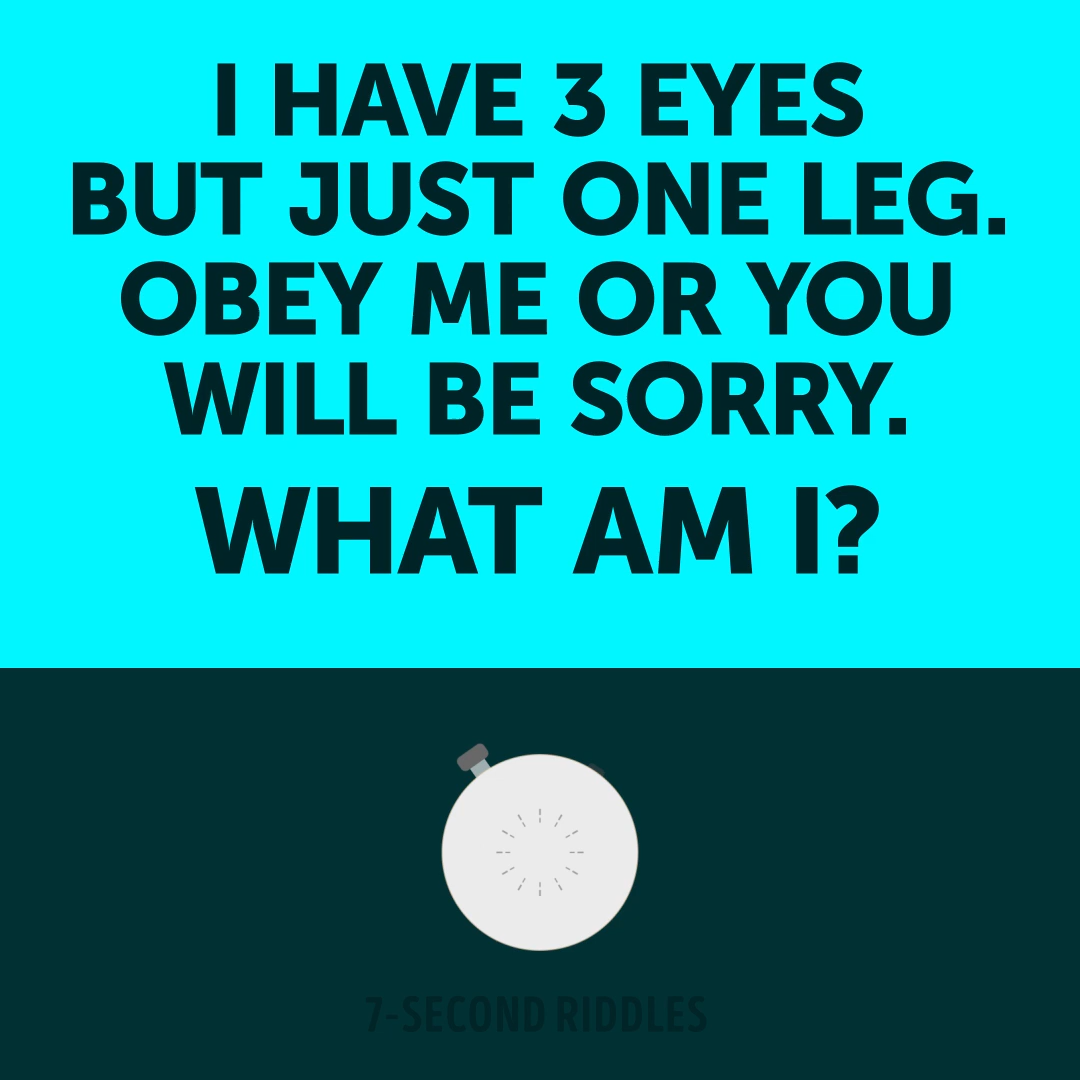 I HAVE 3 EYES
BUT JUST ONE LEG.
OBEY ME OR YOU
WILL BE SORRY.
WHAT AM I?
7-SECOND RIDDLES